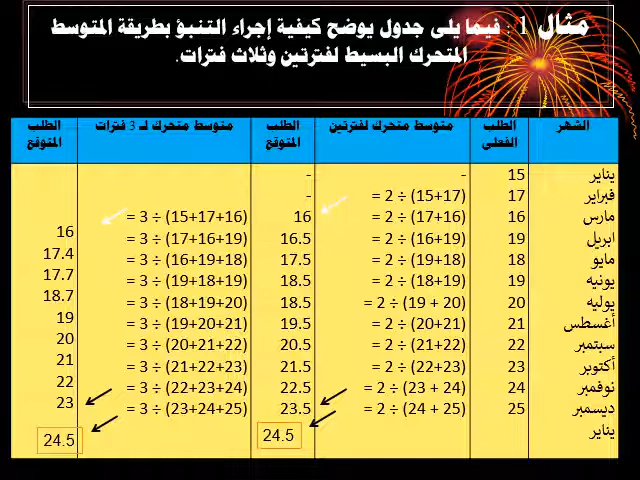 مثال 1 : فيما يلى جدول يوضح كيفية إجراء التنبؤ بطريقة المتوسط
المتحرك البسيط لفترتين وثلاث فترات.
الشهر	الطلب الفعلى	متوسط متحرك لفترتين	الطلب المتوقع	متوسط متحرك لـ 3 فترات	الطلب المتوقع
يناير	15	-	-
فبراير	17	(15+17) ÷ 2 =	-
مارس	16	(17+16) ÷ 2 =	16	(15+17+16) ÷ 3 =
ابريل	19	(16+19) ÷ 2 =	16.5	(17+16+19) ÷ 3 =	16
مايو	18	(19+18) ÷ 2 =	17.5	(16+19+18) ÷ 3 =	17.4
يونيه	19	(18+19) ÷ 2 =	18.5	(19+18+19) ÷ 3 =	17.7
يوليه	20	(19 + 20) ÷ 2 =	18.5	(18+19+20) ÷ 3 =	18.7
أغسطس	21	(20+21) ÷ 2 =	19.5	(19+20+21) ÷ 3 =	19
سبتمبر	22	(21+22) ÷ 2 =	20.5	(20+21+22) ÷ 3 =	20
أكتوبر	23	(22+23) ÷ 2 =	21.5	(21+22+23) ÷ 3 =	21
نوفمبر	24	(23 + 24) ÷ 2 =	22.5	(22+23+24) ÷ 3 =	22
ديسمبر	25	(24 + 25) ÷ 2 =	23.5	(23+24+25) ÷ 3 =	23
يناير	24.5	24.5